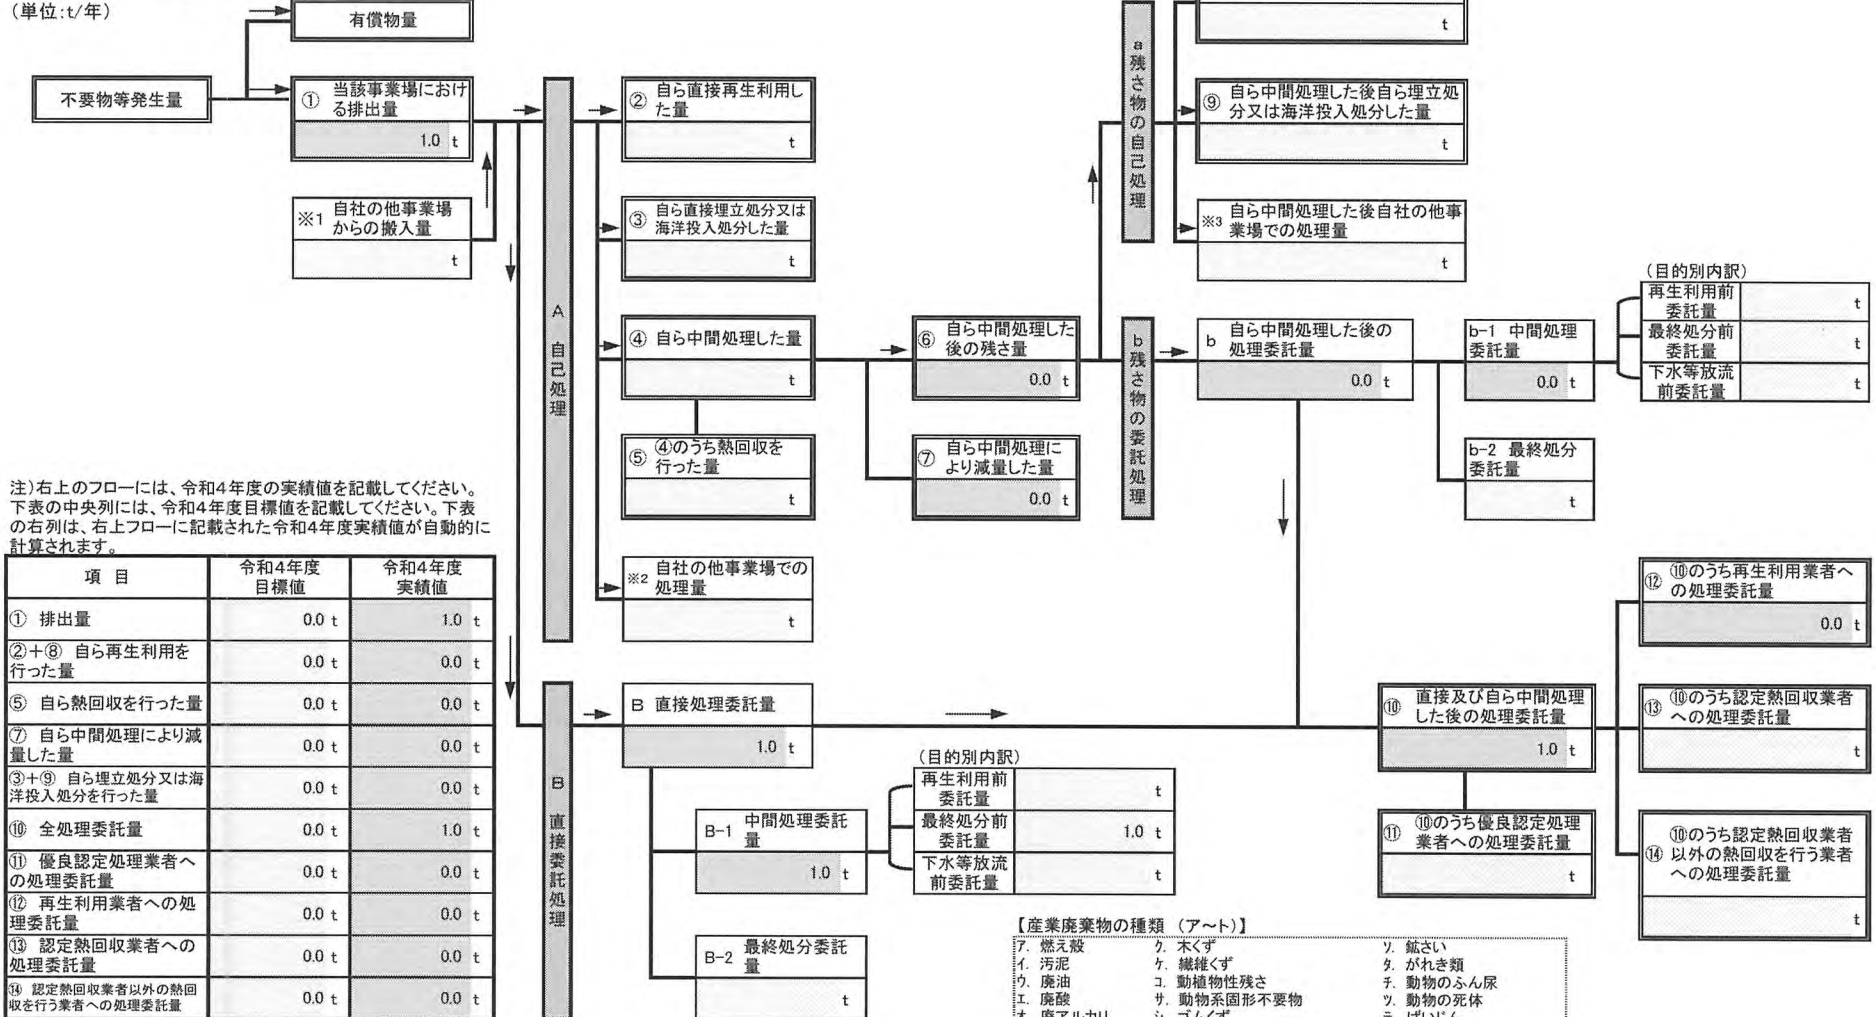 (単位:t/年)
有償物量
不要物等発生量
① 当該事業場におけ
る排出量
1.0 t
※1 自社の他事業場
からの搬入量
t
A 自己処理
② 自ら直接再生利用し
た量
t
③ 自ら直接埋立処分又は
海洋投入処分した量
t
④ 自ら中間処理した量
t
⑤ ④のうち熱回収を
行った量
t
※2 自社の他事業場での
処理量
t
⑥ 自ら中間処理した
後の残さ量
0.0 t
⑦ 自ら中間処理に
より減量した量
0.0 t
a 残さ物の自己処理
t
⑨ 自ら中間処理した後自ら埋立処
分又は海洋投入処分した量
t
※3 自ら中間処理した後自社の他事
業場での処理量
t
b 残さ物の委託処理
b 自ら中間処理した後の
処理委託量
0.0 t
b-1 中間処理
委託量
0.0 t
(目的別内訳)
再生利用前
委託量
t
最終処分前
委託量
t
下水等放流
前委託量
t
b-2 最終処分
委託量
t
注)右上のフローには、令和4年度の実績値を記載してください。
下表の中央列には、令和4年度目標値を記載してください。下表
の右列は、右上フローに記載された令和4年度実績値が自動的に
計算されます。
項 目
令和4年度
目標値
令和4年度
実績値
① 排出量 0.0 t 1.0 t
②+⑧ 自ら再生利用を
行った量 0.0 t 0.0 t
⑤ 自ら熱回収を行った量 0.0 t 0.0 t
⑦ 自ら中間処理により減
量した量 0.0 t 0.0 t
③+⑨ 自ら埋立処分又は海
洋投入処分を行った量 0.0 t 0.0 t
⑩ 全処理委託量 0.0 t 1.0 t
⑪ 優良認定処理業者へ
の処理委託量 0.0 t 0.0 t
⑫ 再生利用業者への処
理委託量 0.0 t 0.0 t
⑬ 認定熱回収業者への
処理委託量 0.0 t 0.0 t
⑭ 認定熱回収業者以外の熱回
収を行う業者への処理委託量 0.0 t 0.0 t
B 直接委託処理
B 直接処理委託量
1.0 t
B-1 中間処理委託
量
1.0 t
(目的別内訳)
再生利用前
委託量
t
最終処分前
委託量
1.0 t
下水等放流
前委託量
t
B-2 最終処分委託
量
t
⑩ 直接及び自ら中間処理
した後の処理委託量
1.0 t
⑪ ⑩のうち優良認定処理
業者への処理委託量
t
⑫ ⑩のうち再生利用業者へ
の処理委託量
0.0 t
⑬ ⑩のうち認定熱回収業者
への処理委託量
t
⑭ ⑩のうち認定熱回収業者
以外の熱回収を行う業者
への処理委託量
t
【産業廃棄物の種類 (ア~ト)】
ア. 燃え殻 ク. 木くず ソ. 鉱さい
イ. 汚泥 ケ. 繊維くず タ. がれき類
ウ. 廃油 コ. 動植物性残さ チ. 動物のふん尿
エ. 廃酸 サ. 動物系固形不要物 ツ. 動物の死体
オ. 廃アルカリ シ. ゴムくず テ. ばいじん